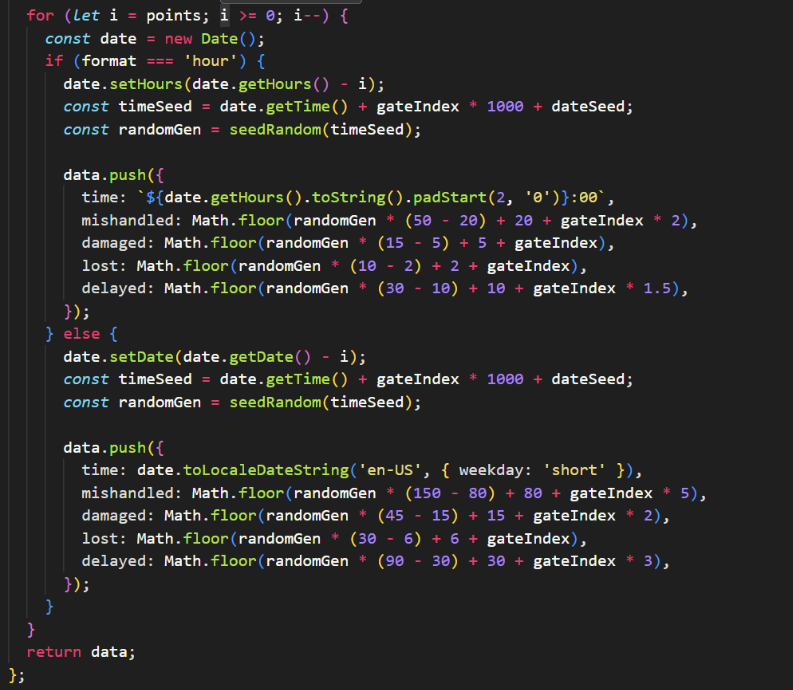 for (let i = points; i >= 0; i--) {
const date = new Date();
if (format === 'hour') {
date.setHours(date.getHours() - i);
const timeSeed = date.getTime() + gateIndex * 1000 + dateSeed;
const randomGen = seedRandom(timeSeed);
data.push({
time: `${date.getHours().toString().padStart(2, '0')}:00`,
mishandled: Math.floor(randomGen * (50 - 20) + 20 + gateIndex * 2),
damaged: Math.floor(randomGen * (15 - 5) + 5 + gateIndex),
lost: Math.floor(randomGen * (10 - 2) + 2 + gateIndex),
delayed: Math.floor(randomGen * (30 - 10) + 10 + gateIndex * 1.5),
});
} else {
date.setDate(date.getDate() - i);
const timeSeed = date.getTime() + gateIndex * 1000 + dateSeed;
const randomGen = seedRandom(timeSeed);
data.push({
time: date.toLocaleDateString('en-US', { weekday: 'short' }),
mishandled: Math.floor(randomGen * (150 - 80) + 80 + gateIndex * 5),
damaged: Math.floor(randomGen * (45 - 15) + 15 + gateIndex * 2),
lost: Math.floor(randomGen * (30 - 6) + 6 + gateIndex),
delayed: Math.floor(randomGen * (90 - 30) + 30 + gateIndex * 3),
});
}
}
return data;
};